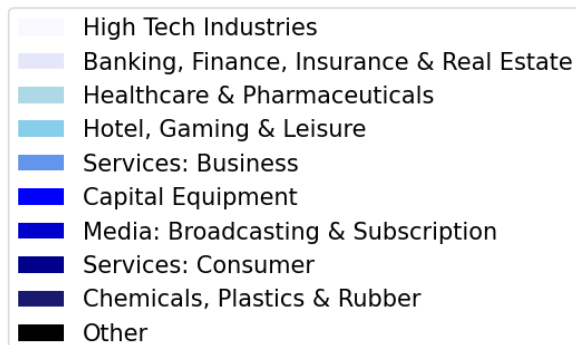 High Tech Industries
Banking, Finance, Insurance & Real Estate
Healthcare & Pharmaceuticals
Hotel, Gaming & Leisure
Services: Business
Capital Equipment
Media: Broadcasting & Subscription
Services: Consumer
Chemicals, Plastics & Rubber
Other